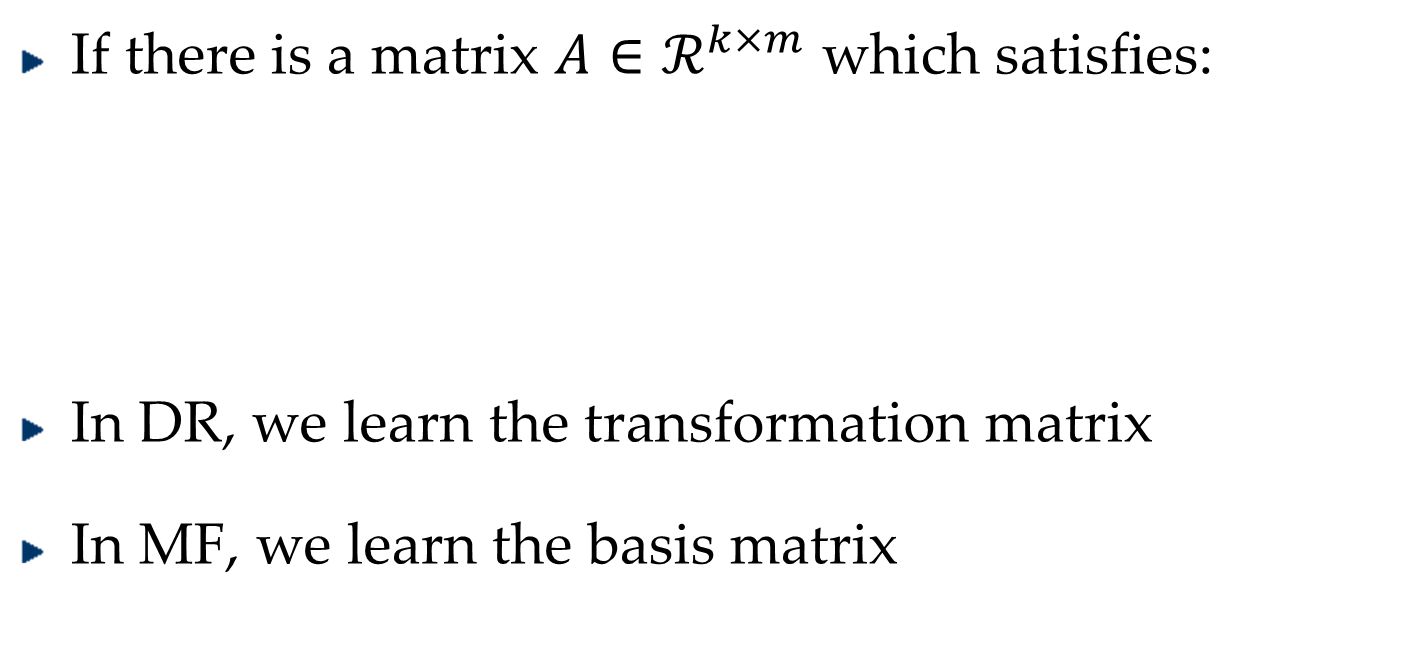 ► If there is a matrix A ∈ ℛ^{k×m} which satisfies:
► In DR, we learn the transformation matrix
► In MF, we learn the basis matrix